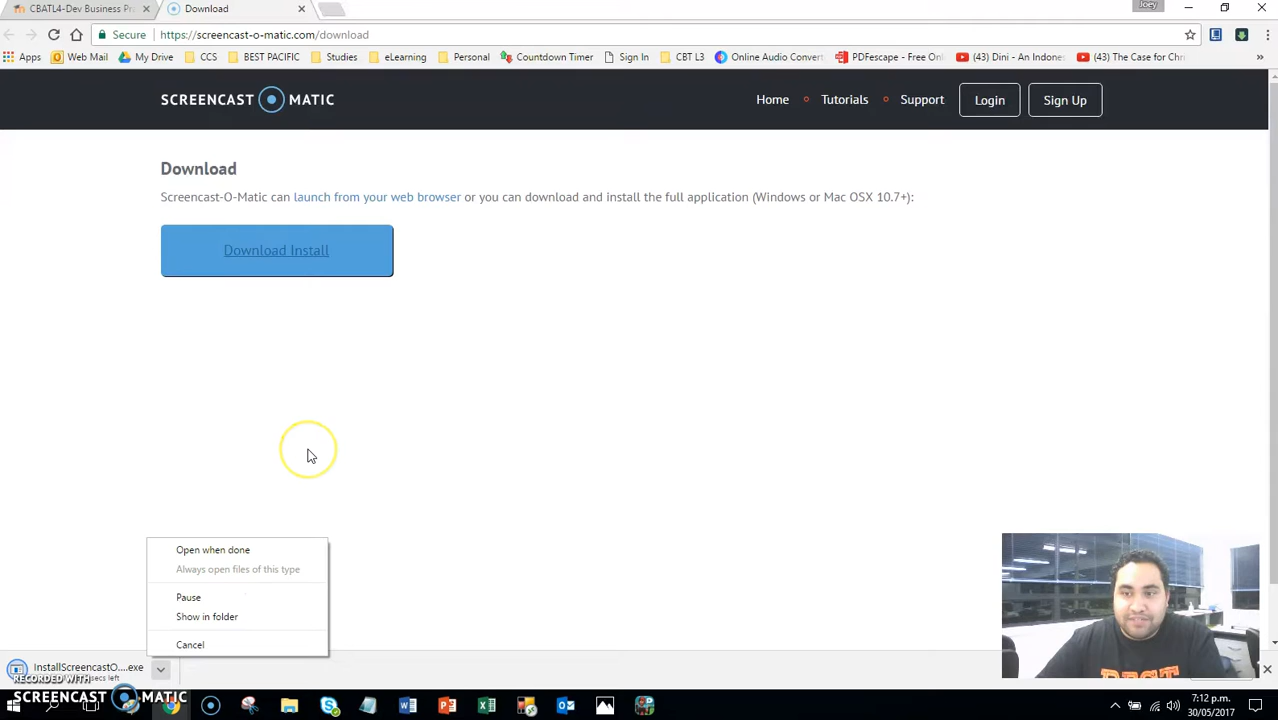 CBATL4-Dev Business Pr
Download
Joey
Secure
https://screencast-o-matic.com/download
Apps
Web Mail
My Drive
CCS
BEST PACIFIC
Studies
eLearning
Personal
Countdown Timer
Sign In
CBT L3
Online Audio Convert
PDFescape - Free Onl
(43) Dini - An Indones
(43) The Case for Chr
SCREENCAST MATIC
Home
Tutorials
Support
Login
Sign Up
Download
Screencast-O-Matic can launch from your web browser or you can download and install the full application (Windows or Mac OSX 10.7+):
Download Install
Open when done
Always open files of this type
Pause
Show in folder
Cancel
InstallScreencastO....exe
secs left
RECORDED WITH
SCREENCAST MATIC
BEST
7:12 p.m.
30/05/2017